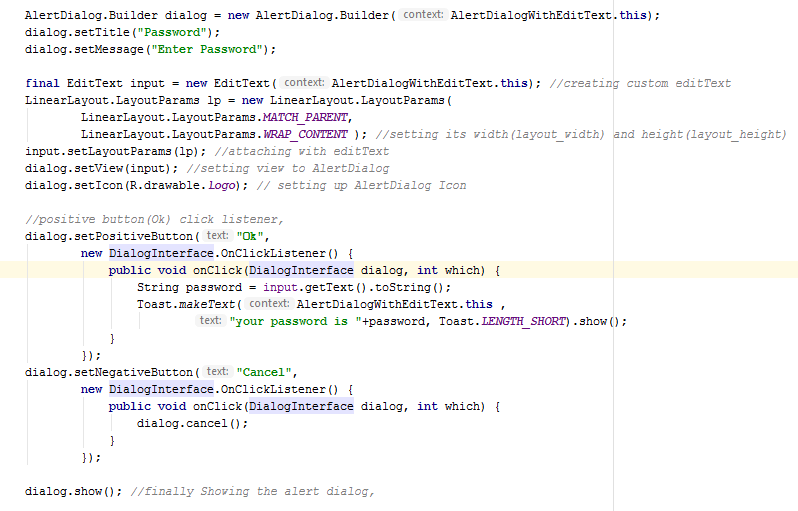 AlertDialog.Builder dialog = new AlertDialog.Builder( context: AlertDialogWithEditText.this);
dialog.setTitle("Password");
dialog.setMessage("Enter Password");
final EditText input = new EditText( context: AlertDialogWithEditText.this); //creating custom editText
LinearLayout.LayoutParams lp = new LinearLayout.LayoutParams(
LinearLayout.LayoutParams.MATCH_PARENT,
LinearLayout.LayoutParams.WRAP_CONTENT ); //setting its width(layout_width) and height(layout_height)
input.setLayoutParams(lp); //attaching with editText
dialog.setView(input); //setting view to AlertDialog
dialog.setIcon(R.drawable.logo); // setting up AlertDialog Icon
//positive button(Ok) click listener,
dialog.setPositiveButton( text: "Ok",
new DialogInterface.OnClickListener() {
public void onClick(DialogInterface dialog, int which) {
String password = input.getText().toString();
Toast.makeText( context: AlertDialogWithEditText.this ,
text: "your password is "+password, Toast.LENGTH_SHORT).show();
}
});
dialog.setNegativeButton( text: "Cancel",
new DialogInterface.OnClickListener() {
public void onClick(DialogInterface dialog, int which) {
dialog.cancel();
}
});
dialog.show(); //finally Showing the alert dialog,